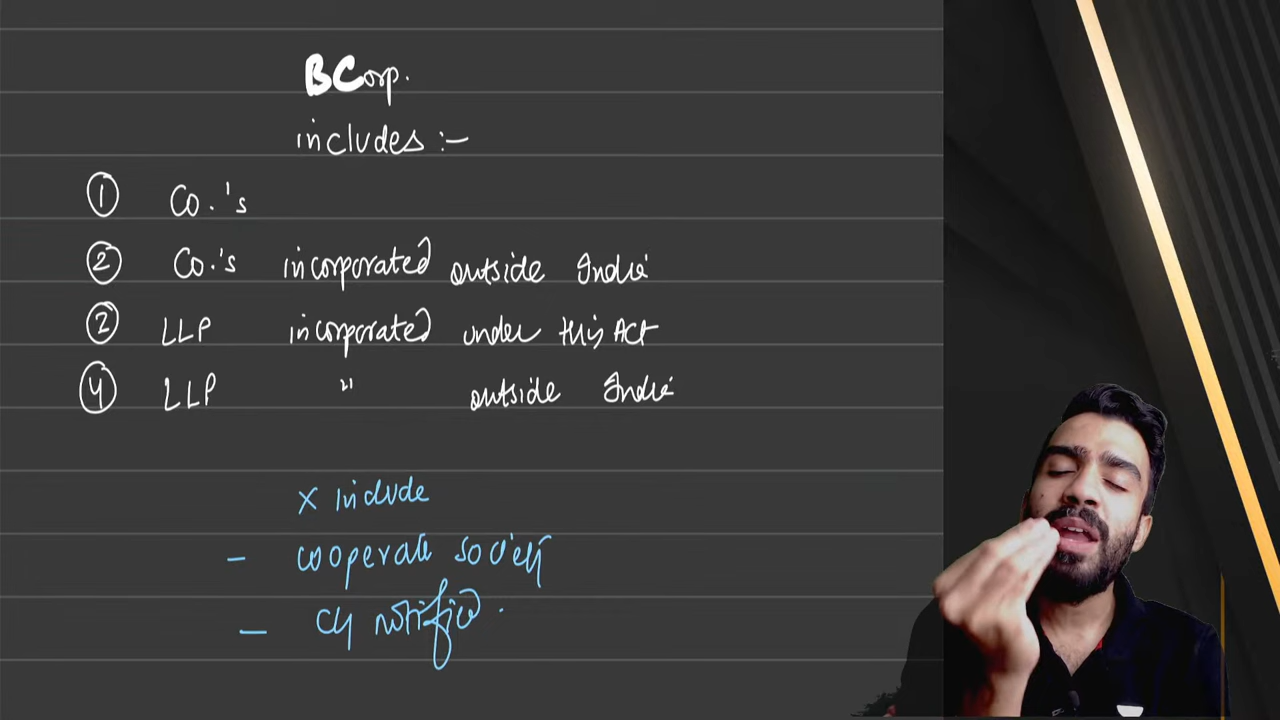 BCorp.
includes :-
① Co.'s
② Co.'s incorporated outside India
② LLP incorporated under this Act
④ LLP " outside India
x include
- cooperate society
- CG notified.